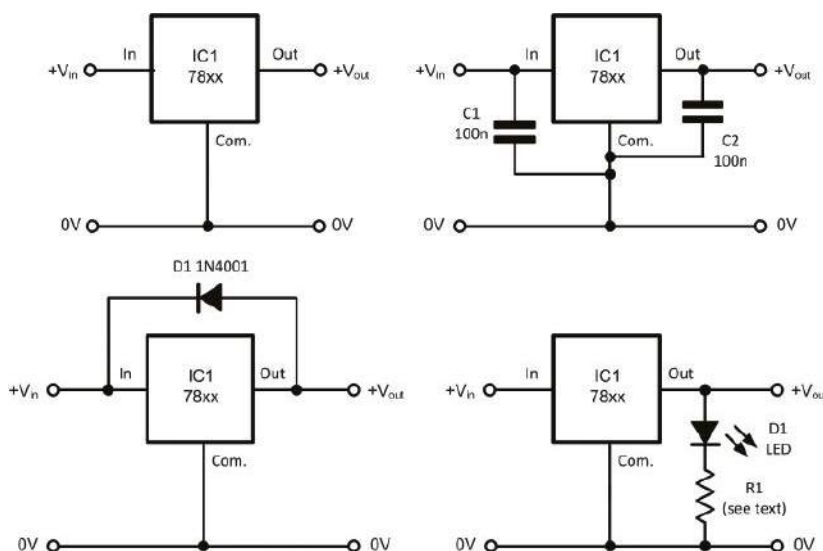 In
IC1
78xx
Out
+Vin
+Vout
Com.
0V
0V
In
IC1
78xx
Out
+Vin
+Vout
C1
100n
Com.
C2
100n
0V
0V
D1 1N4001
In
IC1
78xx
Out
+Vin
+Vout
Com.
0V
0V
In
IC1
78xx
Out
+Vin
+Vou
D1
LED
Com.
R1
(see text)
0V
0V